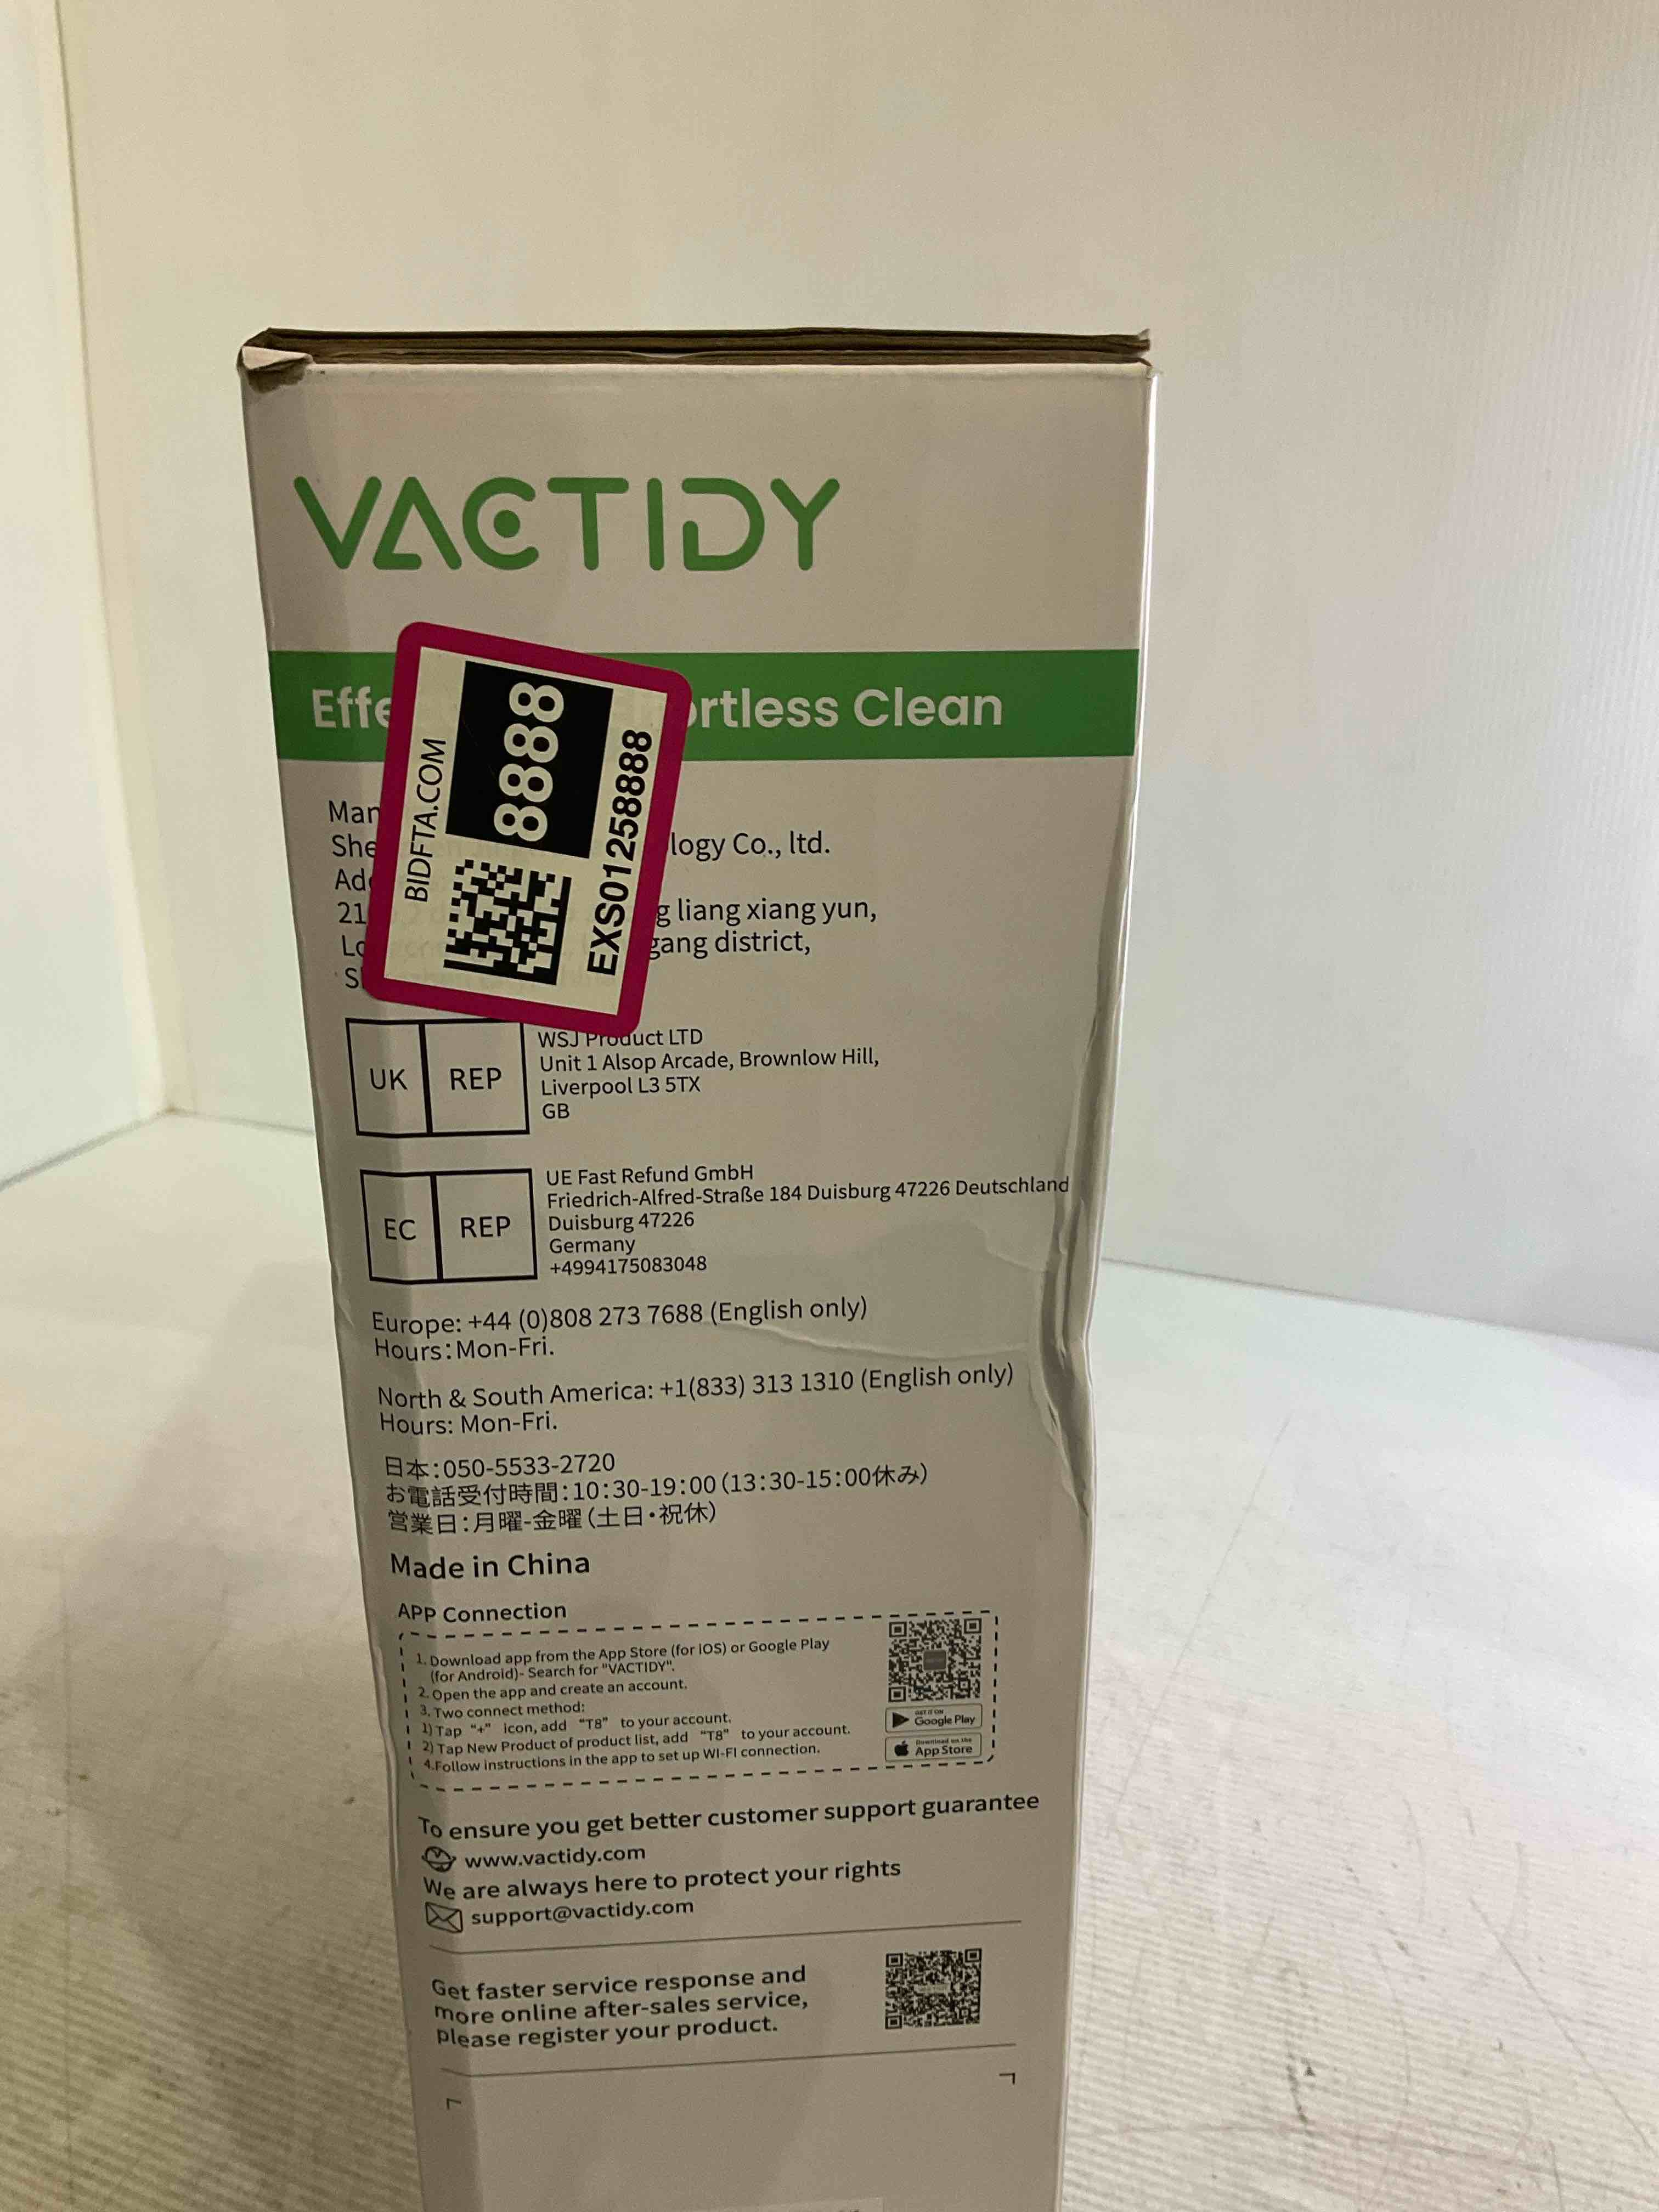 VACTIDY
Clean
BIDFTA.COM
8888
EXS01258888
Co., ltd.
liang xiang yun,
district,
UK REP
WSJ Product LTD
Unit 1 Alsop Arcade, Brownlow Hill,
Liverpool L3 5TX
GB
EC REP
UE Fast Refund GmbH
Friedrich-Alfred-Straße 184 Duisburg 47226 Deutschland
Duisburg 47226
Germany
+4994175083048
Europe: +44 (0)808 273 7688 (English only)
Hours: Mon-Fri.
North & South America: +1(833) 313 1310 (English only)
Hours: Mon-Fri.
日本:050-5533-2720
お電話受付時間:10:30-19:00(13:30-15:00休み)
営業日:月曜-金曜(土日・祝休)
Made in China
APP Connection
1. Download app from the App Store (for IOS) or Google Play
(for Android)- Search for "VACTIDY".
2. Open the app and create an account.
3. Two connect method:
1) Tap "+" icon, add "T8" to your account.
2) Tap New Product of product list, add "T8" to your account.
4.Follow instructions in the app to set up WI-FI connection.
GET IT ON
Google Play
Download on the
App Store
To ensure you get better customer support guarantee
www.vactidy.com
We are always here to protect your rights
support@vactidy.com
Get faster service response and
more online after-sales service,
please register your product.